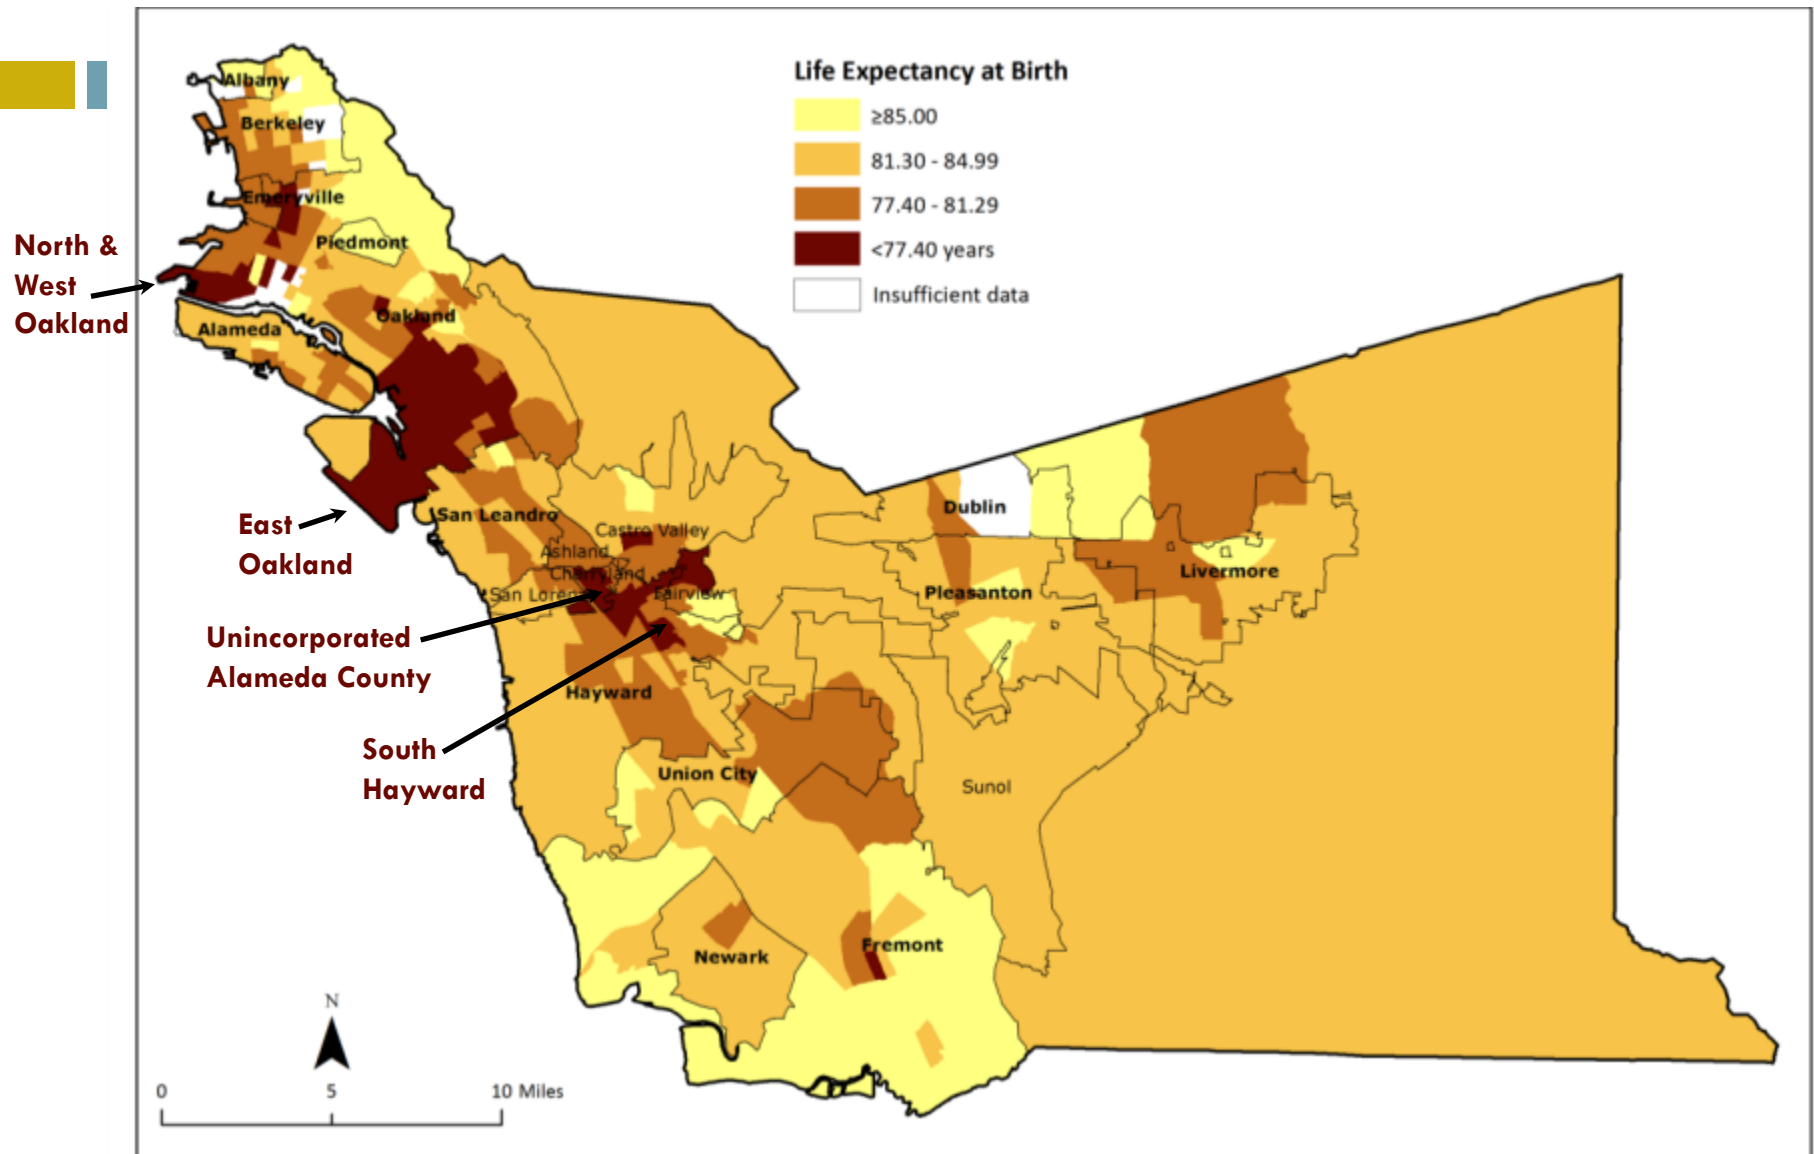 Life Expectancy at Birth
≥85.00
81.30 - 84.99
77.40 - 81.29
<77.40 years
Insufficient data
Albany
Berkeley
Emeryville
Piedmont
North &
West
Oakland
Oakland
Alameda
East
Oakland
San Leandro
Castro Valley
Ashland
Cherryland
San Lorenzo
Fairview
Dublin
Livermore
Pleasanton
Unincorporated
Alameda County
Hayward
South
Hayward
Union City
Sunol
Fremont
Newark
N
0 5 10 Miles